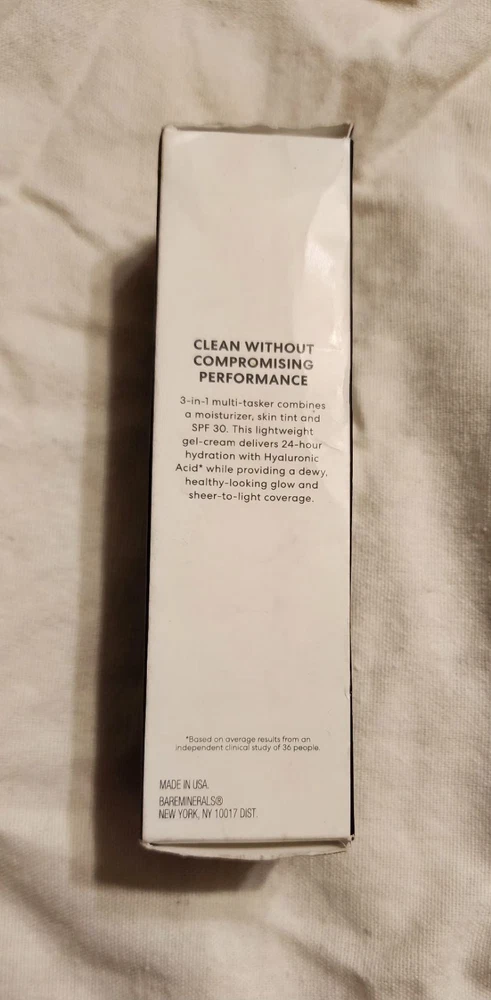 CLEAN WITHOUT
COMPROMISING
PERFORMANCE
3-in-1 multi-tasker combines
a moisturizer, skin tint and
SPF 30. This lightweight
gel-cream delivers 24-hour
hydration with Hyaluronic
Acid* while providing a dewy,
healthy-looking glow and
sheer-to-light coverage.
*Based on average results from an
independent clinical study of 36 people.
MADE IN USA.
BAREMINERALS®
NEW YORK, NY 10017 DIST.